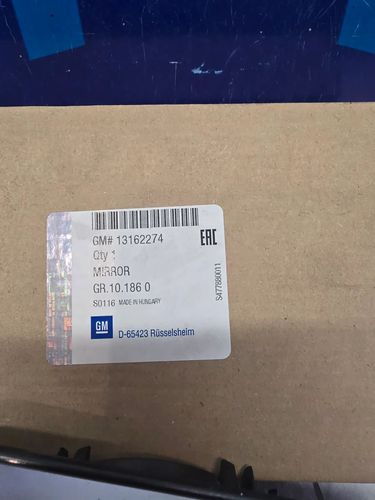 GM# 13162274
EAC
Qty 1
MIRROR
GR.10.186 0
S0116 MADE IN HUNGARY
S477880011
GM
D-65423 Rüsselsheim